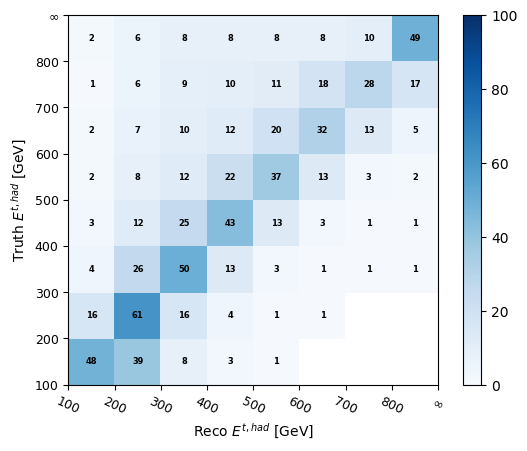 ∞ 2 6 8 8 8 8 10 49 100
800 1 6 9 10 11 18 28 17 80
700 2 7 10 12 20 32 13 5
600 2 8 12 22 37 13 3 2 60
500 3 12 25 43 13 3 1 1
400 4 26 50 13 3 1 1 1 40
300 16 61 16 4 1 1 20
200 48 39 8 3 1
100 0
Truth E^{t,had} [GeV]
100 200 300 400 500 600 700 800 ∞
Reco E^{t,had} [GeV]